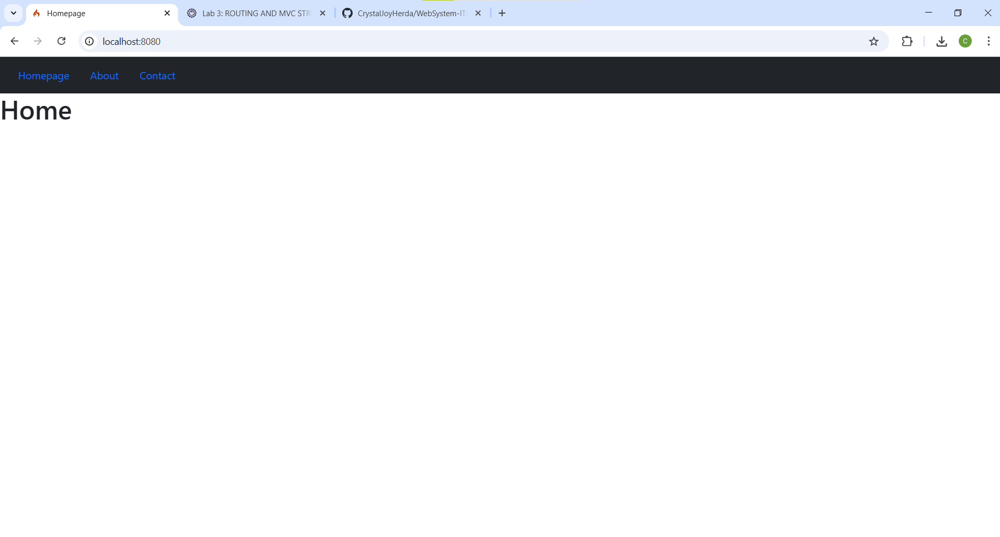 Homepage
Lab 3: ROUTING AND MVC STR
CrystalJoyHerda/WebSystem-IT
localhost:8080
C
Homepage About Contact
Home